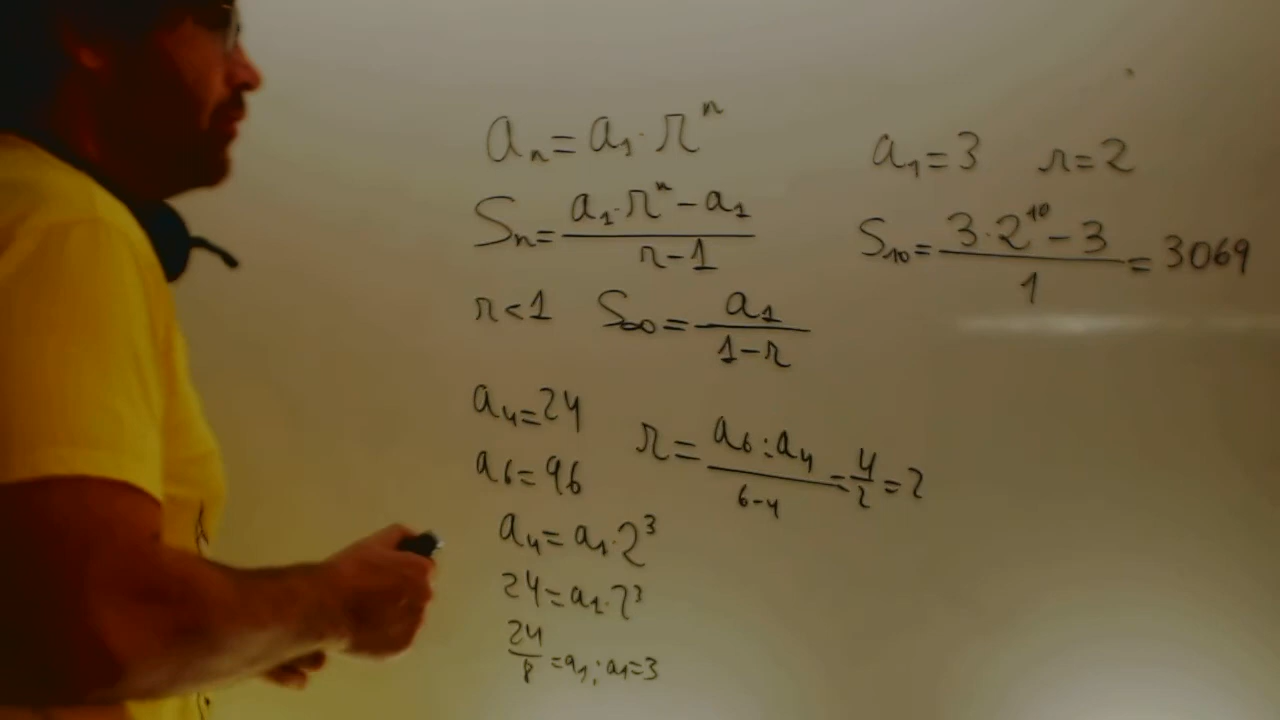 aₙ = a₁ · rⁿ
Sₙ = (a₁ · rⁿ - a₁) / (r - 1)
r < 1 S∞ = a₁ / (1 - r)
a₄ = 24
a₆ = 96
r = (a₆ : a₄) / (6 - 4) = 4/2 = 2
a₄ = a₁ · 2³
24 = a₁ · 2³
24/8 = a₁ ; a₁ = 3
a₁ = 3 r = 2
S₁₀ = (3 · 2¹⁰ - 3) / 1 = 3069